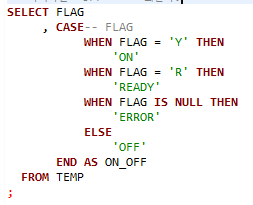 SELECT FLAG
     , CASE-- FLAG
            WHEN FLAG = 'Y' THEN
                'ON'
            WHEN FLAG = 'R' THEN
                'READY'
            WHEN FLAG IS NULL THEN
                'ERROR'
            ELSE
                'OFF'
        END AS ON_OFF
  FROM TEMP
;